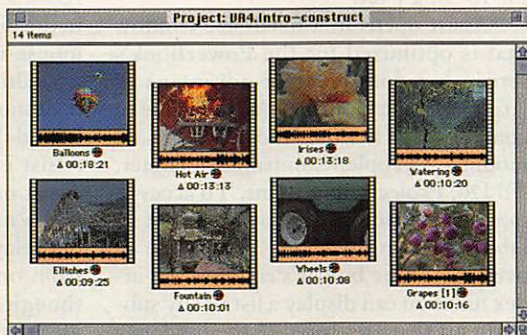 Project: VA4.Intro–construct
14 items
Balloons
Δ 00:18:21
Hot Air
Δ 00:13:13
Irises
Δ 00:13:18
Watering
Δ 00:10:20
Elitches
Δ 00:09:25
Fountain
Δ 00:10:01
Wheels
Δ 00:10:08
Grapes [1]
Δ 00:10:16